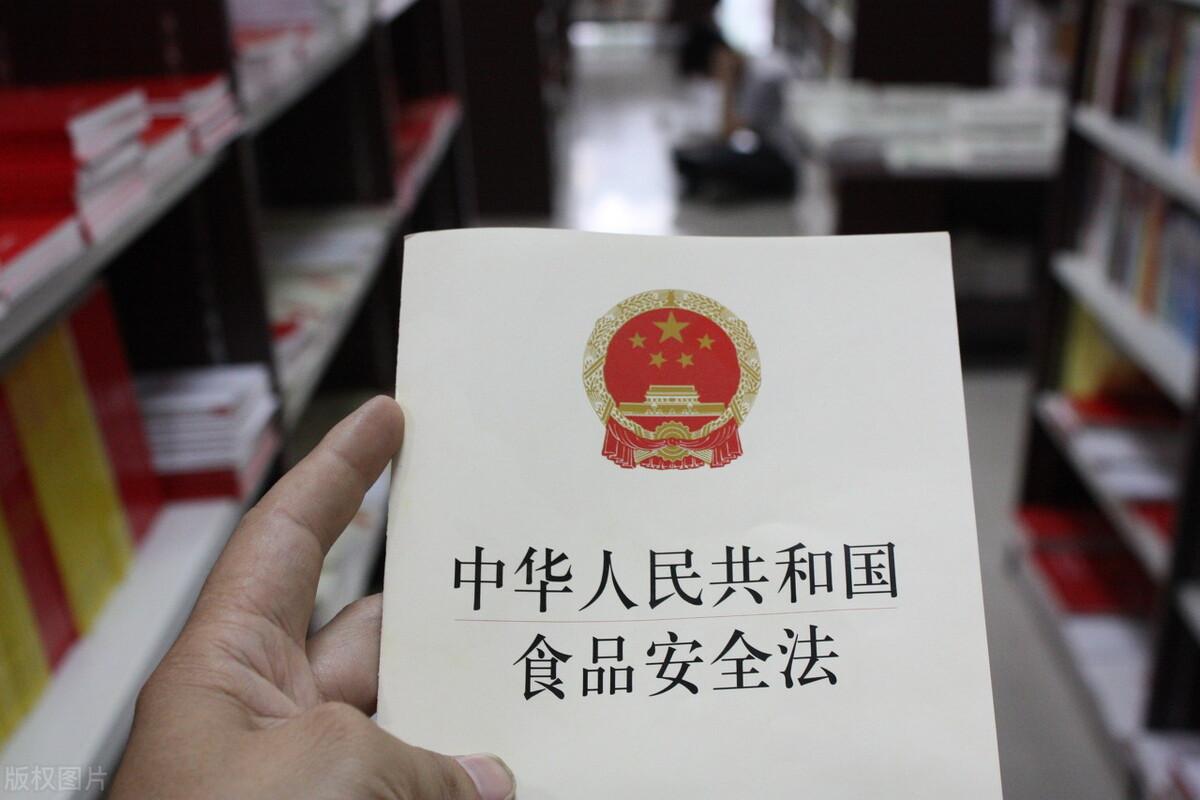 中华人民共和国
食品安全法
版权图片